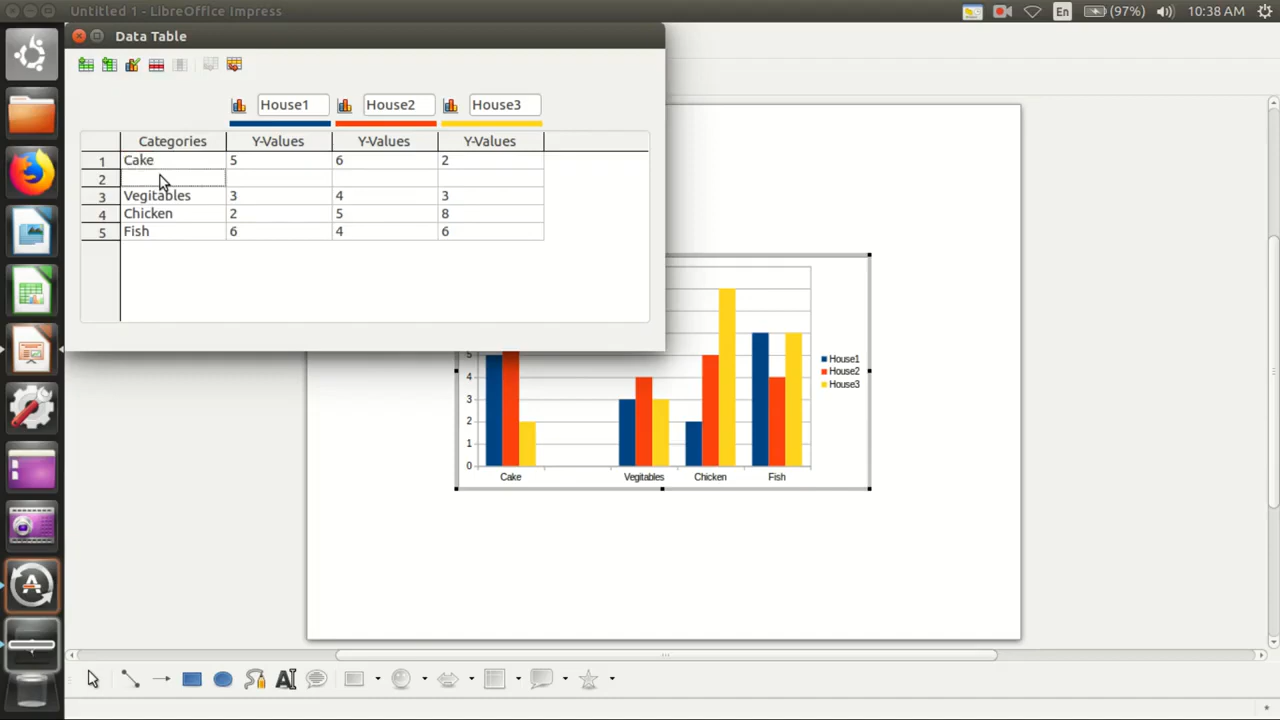 Untitled 1 - LibreOffice Impress
En
(97%)
10:38 AM
Data Table
House1 House2 House3
Categories Y-Values Y-Values Y-Values
1 Cake 5 6 2
2
3 Vegitables 3 4 3
4 Chicken 2 5 8
5 Fish 6 4 6
5
4
3
2
1
0
Cake Vegitables Chicken Fish
House1
House2
House3